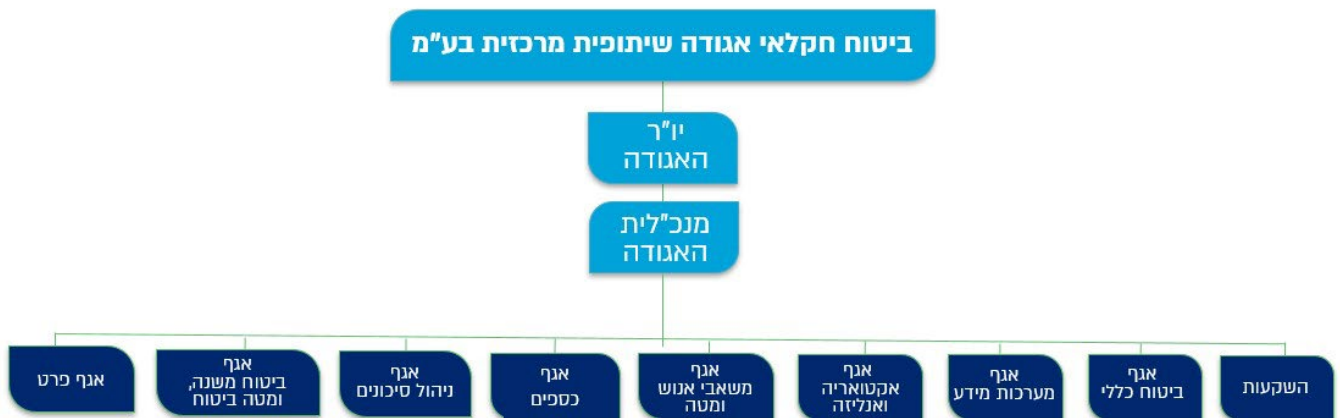 ביטוח חקלאי אגודה שיתופית מרכזית בע"מ
יו"ר
האגודה
מנכ"לית
האגודה
השקעות
אגף
ביטוח כללי
אגף
מערכות מידע
אגף
אקטואריה
ואנליזה
אגף
משאבי אנוש
ומטה
אגף
כספים
אגף
ניהול סיכונים
אגף
ביטוח משנה,
ומטה ביטוח
אגף פרט